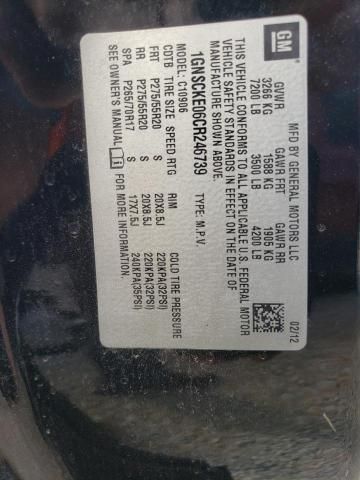 GM
MFD BY GENERAL MOTORS LLC
02/12
GVWR GAWR FRT GAWR RR
3266 KG 1588 KG 1905 KG
7200 LB 3500 LB 4200 LB
THIS VEHICLE CONFORMS TO ALL APPLICABLE U.S. FEDERAL MOTOR
VEHICLE SAFETY STANDARDS IN EFFECT ON THE DATE OF
MANUFACTURE SHOWN ABOVE.
1GNSCKE06CR246739 TYPE: M.P.V.
C10906
CDTB TIRE SIZE SPEED RTG RIM COLD TIRE PRESSURE
FRT P275/55R20 S 20X8.5J 220KPA(32PSI)
RR P275/55R20 S 20X8.5J 220KPA(32PSI)
SPA P265/70R17 S 17X7.5J 240KPA(35PSI)
SEE OWNER'S MANUAL FOR MORE INFORMATION.